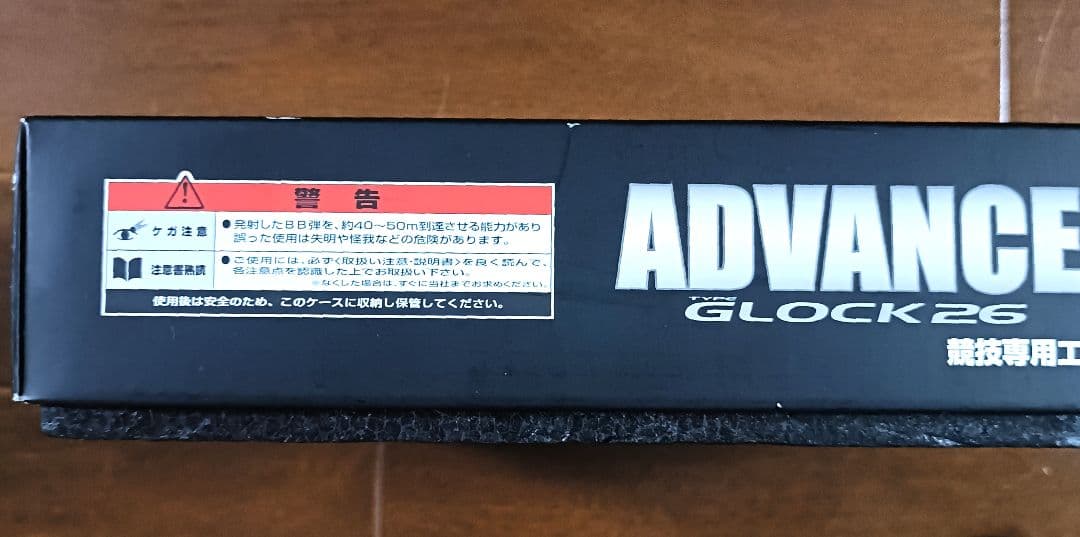 警告
ケガ注意
●発射したBB弾を、約40〜50m到達させる能力があり
誤った使用は失明や怪我などの危険があります。
注意書熟読
●ご使用には、必ず〈取扱い注意・説明書〉を良く読んで、
各注意点を認識した上でお取扱い下さい。
※なくした場合は、すぐに当社までお求めください。
使用後は安全のため、このケースに収納し保管してください。
ADVANCE
TYPE
GLOCK 26
競技専用エ